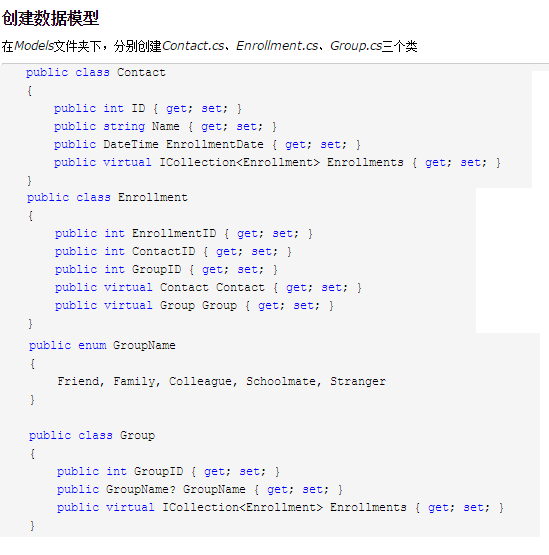 创建数据模型
在Models文件夹下，分别创建Contact.cs、Enrollment.cs、Group.cs三个类
public class Contact
{
public int ID { get; set; }
public string Name { get; set; }
public DateTime EnrollmentDate { get; set; }
public virtual ICollection<Enrollment> Enrollments { get; set; }
}
public class Enrollment
{
public int EnrollmentID { get; set; }
public int ContactID { get; set; }
public int GroupID { get; set; }
public virtual Contact Contact { get; set; }
public virtual Group Group { get; set; }
}
public enum GroupName
{
Friend, Family, Colleague, Schoolmate, Stranger
}
public class Group
{
public int GroupID { get; set; }
public GroupName? GroupName { get; set; }
public virtual ICollection<Enrollment> Enrollments { get; set; }
}